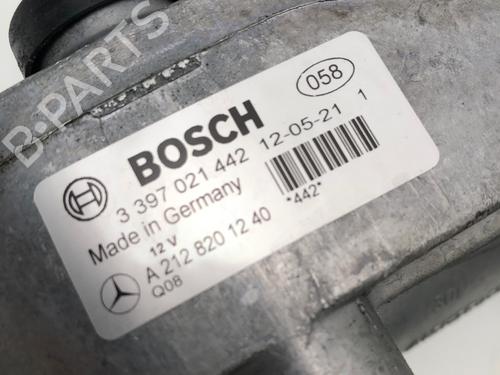 B-PARTS
058
BOSCH
3 397 021 442 12-05-21 1
Made in Germany
*442*
12 V
A 212 820 12 40
Q08